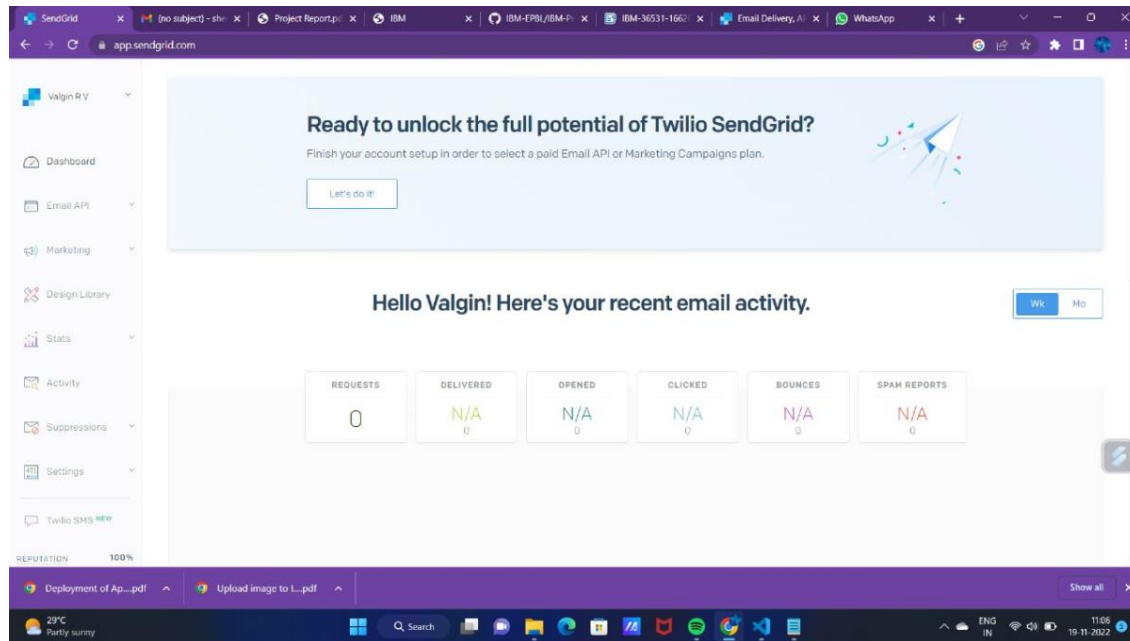 SendGrid
(no subject) - she
Project Report.pd
IBM
IBM-EPBL/IBM-Pr
IBM-36531-1662
Email Delivery, AP
WhatsApp
app.sendgrid.com
Valgin R V
Dashboard
Email API
Marketing
Design Library
Stats
Activity
Suppressions
Settings
Twilio SMS NEW
REPUTATION 100%
Ready to unlock the full potential of Twilio SendGrid?
Finish your account setup in order to select a paid Email API or Marketing Campaigns plan.
Let's do it!
Hello Valgin! Here's your recent email activity.
Wk Mo
REQUESTS
0
DELIVERED
N/A
0
OPENED
N/A
0
CLICKED
N/A
0
BOUNCES
N/A
0
SPAM REPORTS
N/A
0
Deployment of Ap....pdf
Upload image to I....pdf
Show all
29°C
Partly sunny
Search
ENG
IN
11:06
19-11-2022